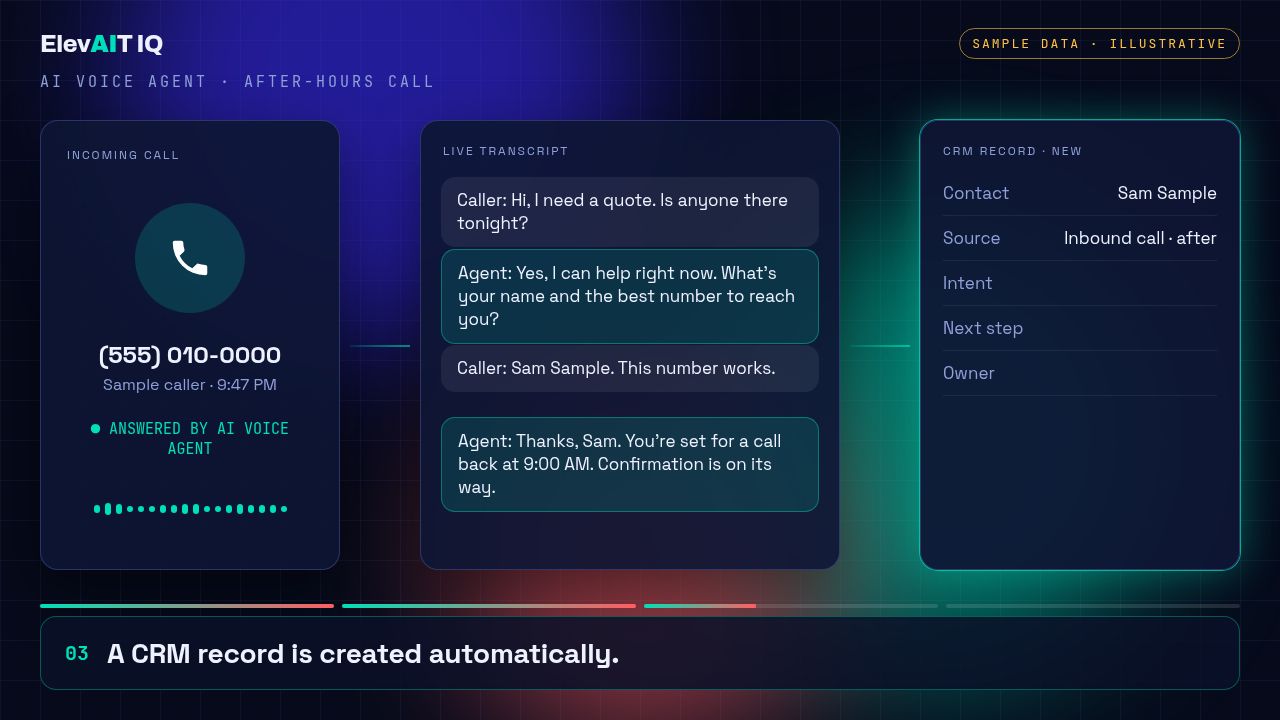 ElevAIT IQ
SAMPLE DATA · ILLUSTRATIVE
AI VOICE AGENT · AFTER-HOURS CALL
INCOMING CALL
(555) 010-0000
Sample caller · 9:47 PM
ANSWERED BY AI VOICE
AGENT
LIVE TRANSCRIPT
Caller: Hi, I need a quote. Is anyone there
tonight?
Agent: Yes, I can help right now. What's
your name and the best number to reach
you?
Caller: Sam Sample. This number works.
Agent: Thanks, Sam. You're set for a call
back at 9:00 AM. Confirmation is on its
way.
CRM RECORD · NEW
Contact Sam Sample
Source Inbound call · after
Intent
Next step
Owner
03 A CRM record is created automatically.